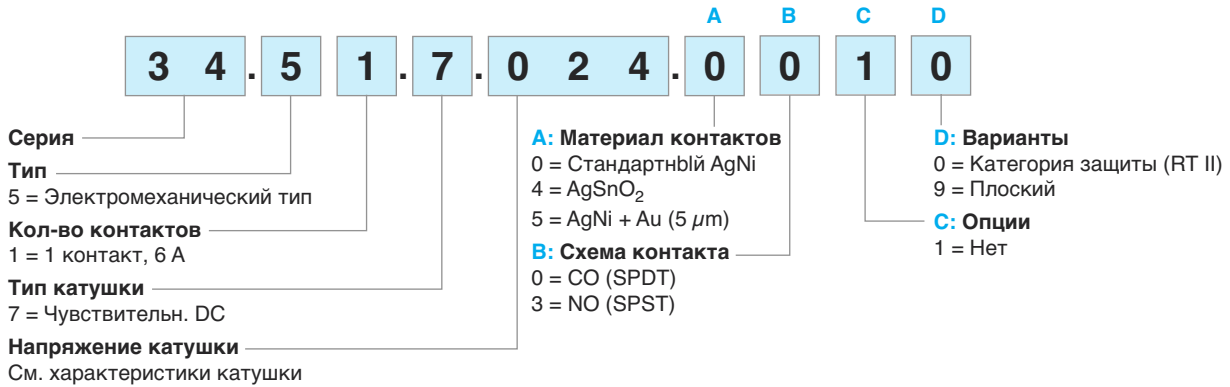 A B C D
3 4 . 5 1 . 7 . 0 2 4 . 0 0 1 0
Серия
Тип
5 = Электромеханический тип
Кол-во контактов
1 = 1 контакт, 6 A
Тип катушки
7 = Чувствительн. DC
Напряжение катушки
См. характеристики катушки
A: Материал контактов
0 = Стандартнblй AgNi
4 = AgSnO2
5 = AgNi + Au (5 µm)
B: Схема контакта
0 = CO (SPDT)
3 = NO (SPST)
D: Варианты
0 = Категория защиты (RT II)
9 = Плоский
C: Опции
1 = Нет